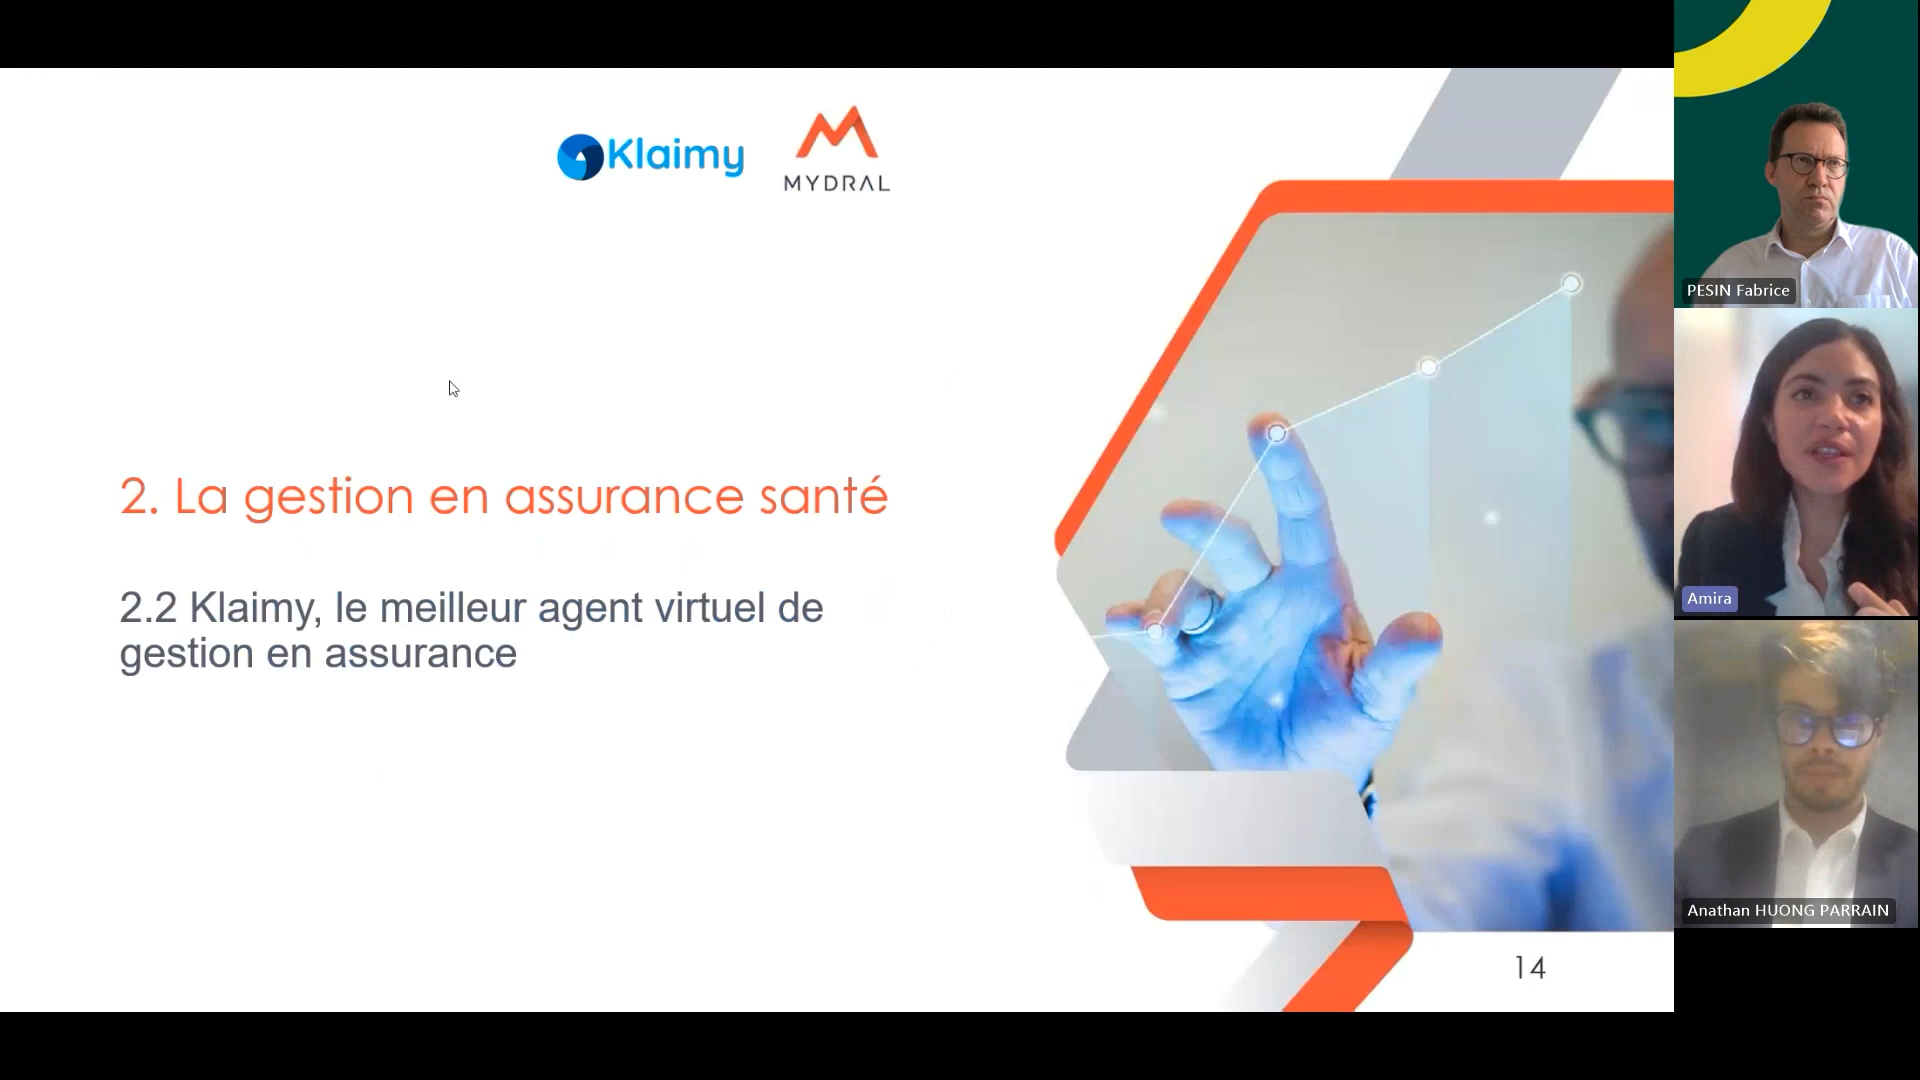 Klaimy
MYDRAL
2. La gestion en assurance santé
2.2 Klaimy, le meilleur agent virtuel de
gestion en assurance
14
PESIN Fabrice
Amira
Anathan HUONG PARRAIN